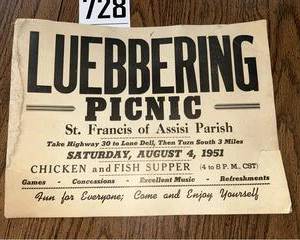 728
LUEBBERING
PICNIC
St. Francis of Assisi Parish
Take Highway 30 to Lone Dell, Then Turn South 3 Miles
SATURDAY, AUGUST 4, 1951
CHICKEN and FISH SUPPER (4 to 8 P. M., CST)
Games - Concessions - Excellent Music - Refreshments
Fun for Everyone; Come and Enjoy Yourself